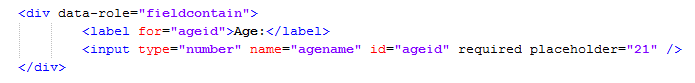 <div data-role="fieldcontain">
<label for="ageid">Age:</label>
<input type="number" name="agename" id="ageid" required placeholder="21" />
</div>